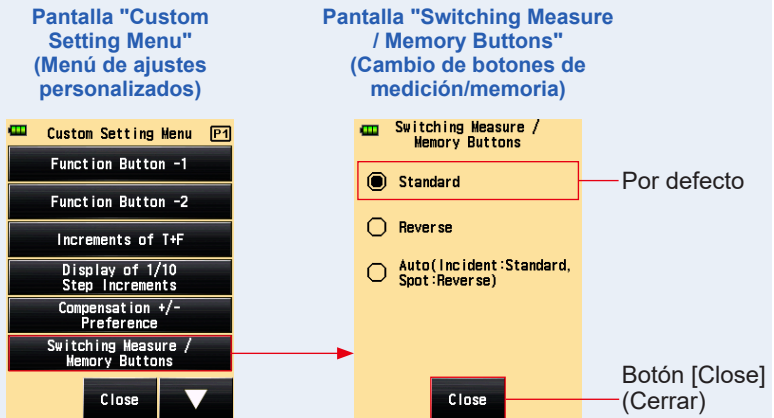 Pantalla "Custom
Setting Menu"
(Menú de ajustes
personalizados)
Pantalla "Switching Measure
/ Memory Buttons"
(Cambio de botones de
medición/memoria)
Custom Setting Menu P1
Function Button -1
Function Button -2
Increments of T+F
Display of 1/10
Step Increments
Compensation +/-
Preference
Switching Measure /
Memory Buttons
Close
Switching Measure /
Memory Buttons
Standard
Reverse
Auto(Incident:Standard,
Spot:Reverse)
Close
Por defecto
Botón [Close]
(Cerrar)